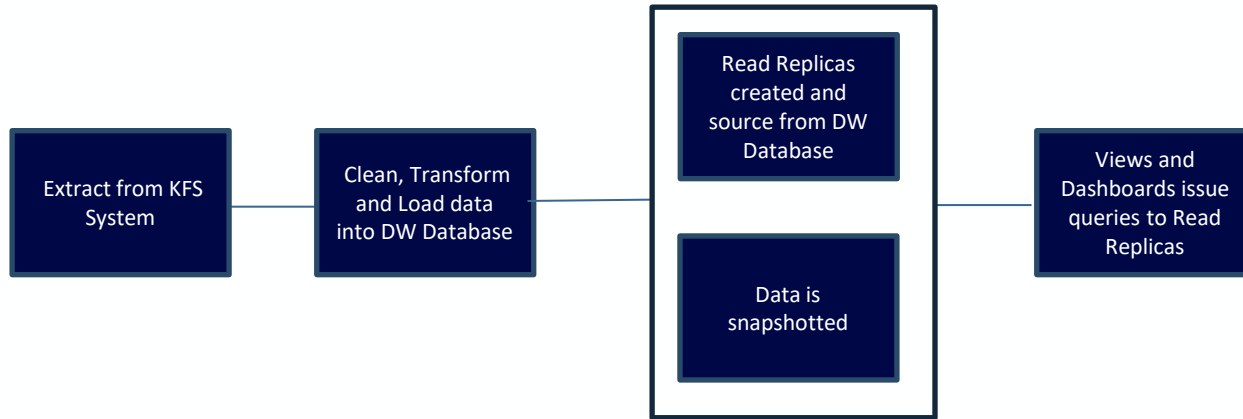 Extract from KFS
System
Clean, Transform
and Load data
into DW Database
Read Replicas
created and
source from DW
Database
Data is
snapshotted
Views and
Dashboards issue
queries to Read
Replicas